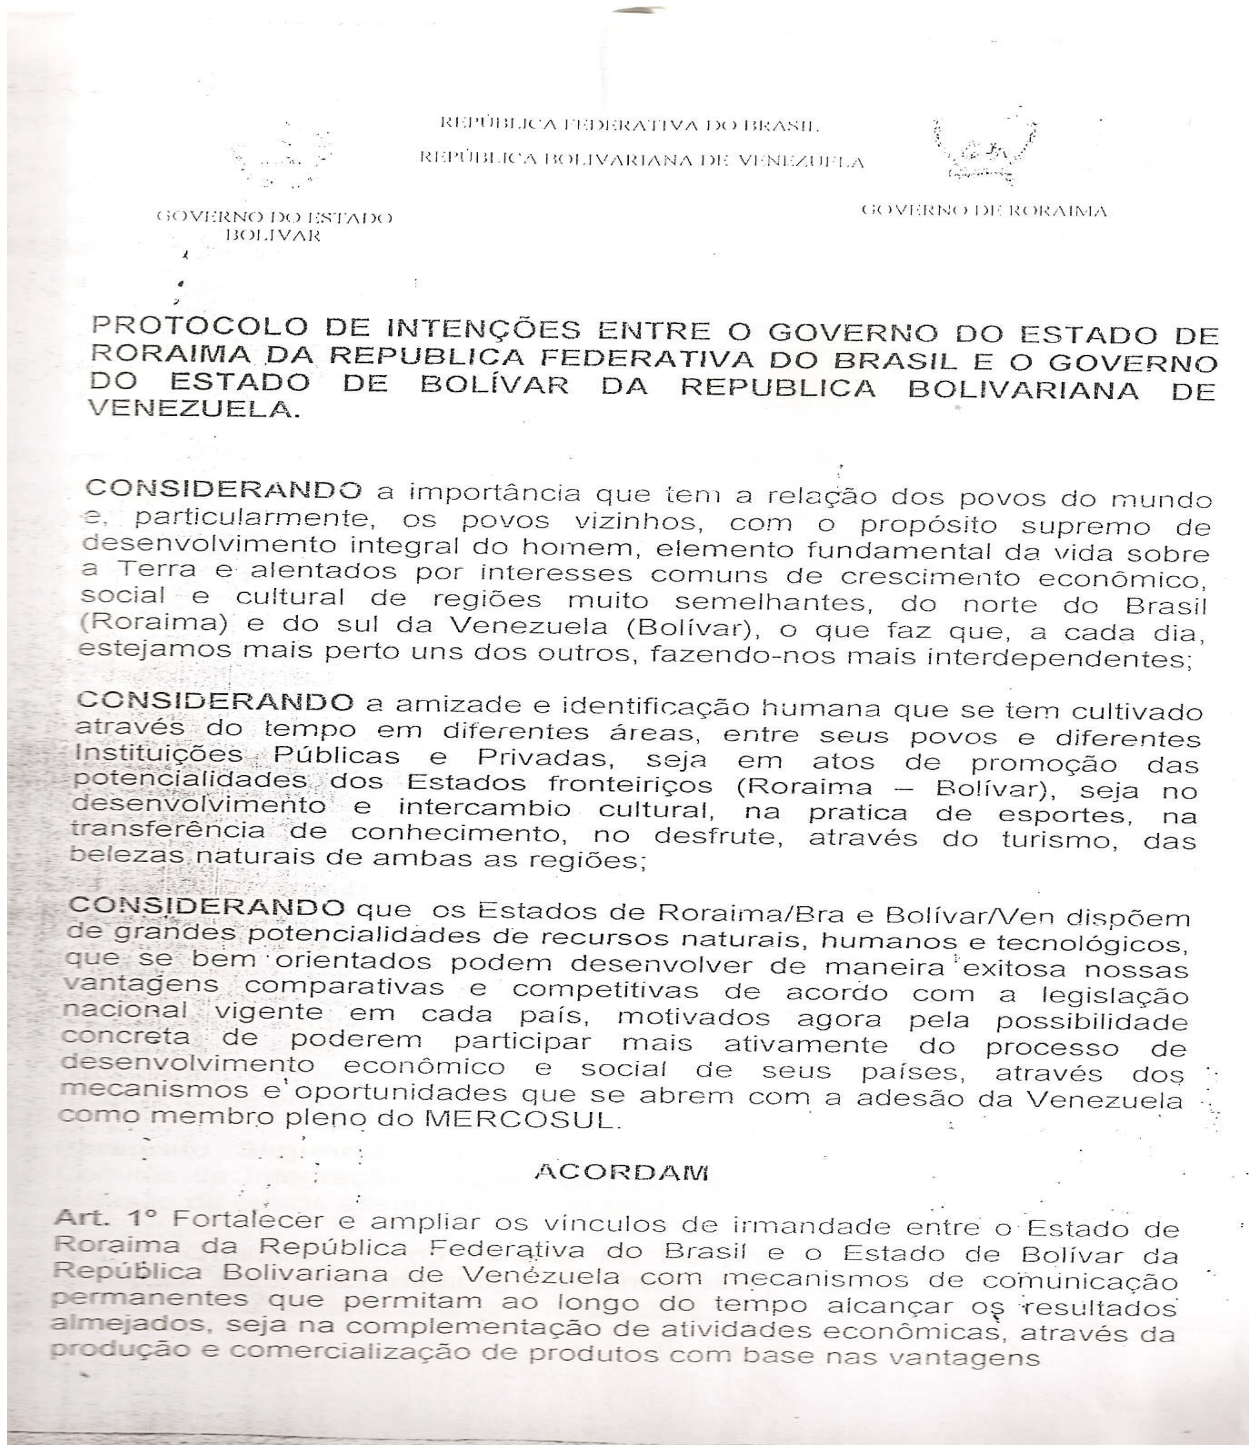 REPÚBLICA FEDERATIVA DO BRASIL
REPÚBLICA BOLIVARIANA DE VENEZUELA
GOVERNO DO ESTADO
BOLIVAR
GOVERNO DE RORAIMA
PROTOCOLO DE INTENÇÕES ENTRE O GOVERNO DO ESTADO DE
RORAIMA DA REPUBLICA FEDERATIVA DO BRASIL E O GOVERNO
DO ESTADO DE BOLÍVAR DA REPUBLICA BOLIVARIANA DE
VENEZUELA.
CONSIDERANDO a importância que tem a relação dos povos do mundo
e, particularmente, os povos vizinhos, com o propósito supremo de
desenvolvimento integral do homem, elemento fundamental da vida sobre
a Terra e alentados por interesses comuns de crescimento econômico,
social e cultural de regiões muito semelhantes, do norte do Brasil
(Roraima) e do sul da Venezuela (Bolívar), o que faz que, a cada dia,
estejamos mais perto uns dos outros, fazendo-nos mais interdependentes;
CONSIDERANDO a amizade e identificação humana que se tem cultivado
através do tempo em diferentes áreas, entre seus povos e diferentes
Instituições Públicas e Privadas, seja em atos de promoção das
potencialidades dos Estados fronteiriços (Roraima – Bolívar), seja no
desenvolvimento e intercambio cultural, na pratica de esportes, na
transferência de conhecimento, no desfrute, através do turismo, das
belezas naturais de ambas as regiões;
CONSIDERANDO que os Estados de Roraima/Bra e Bolívar/Ven dispõem
de grandes potencialidades de recursos naturais, humanos e tecnológicos,
que se bem orientados podem desenvolver de maneira exitosa nossas
vantagens comparativas e competitivas de acordo com a legislação
nacional vigente em cada país, motivados agora pela possibilidade
concreta de poderem participar mais ativamente do processo de
desenvolvimento econômico e social de seus países, através dos
mecanismos e oportunidades que se abrem com a adesão da Venezuela
como membro pleno do MERCOSUL.
ACORDAM
Art. 1º Fortalecer e ampliar os vínculos de irmandade entre o Estado de
Roraima da República Federativa do Brasil e o Estado de Bolívar da
República Bolivariana de Venézuela com mecanismos de comunicação
permanentes que permitam ao longo do tempo alcançar os resultados
almejados, seja na complementação de atividades econômicas, através da
produção e comercialização de produtos com base nas vantagens